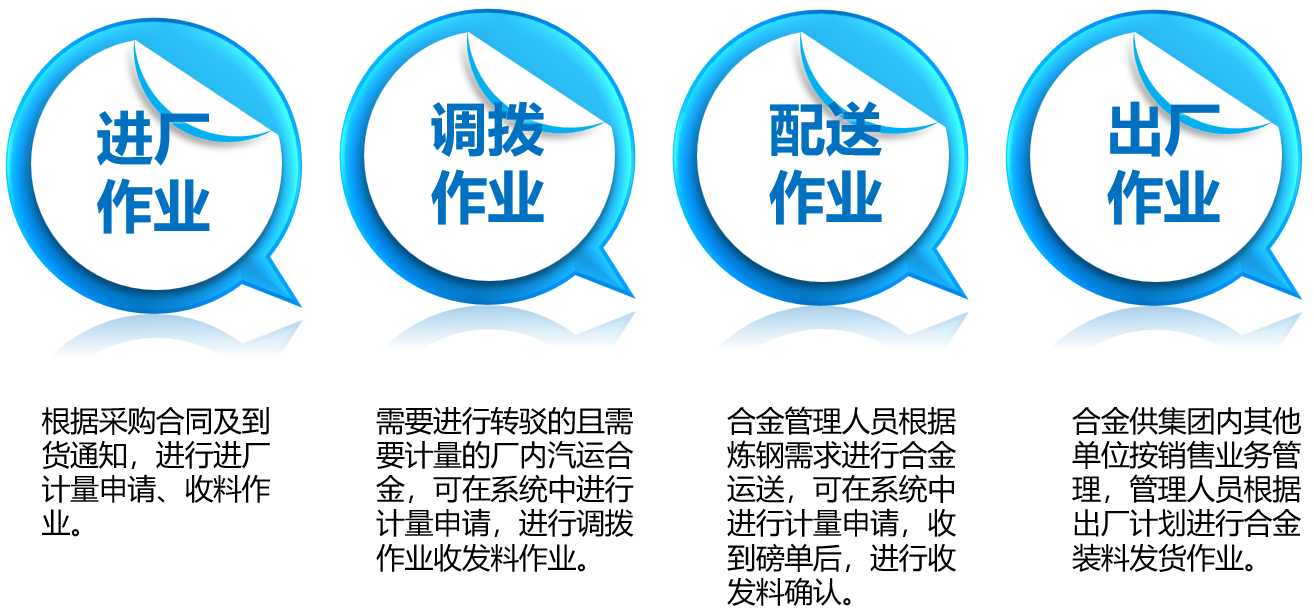 进厂
作业
调拨
作业
配送
作业
出厂
作业
根据采购合同及到
货通知，进行进厂
计量申请、收料作
业。
需要进行转驳的且需
要计量的厂内汽运合
金，可在系统中进行
计量申请，进行调拨
作业收发料作业。
合金管理人员根据
炼钢需求进行合金
运送，可在系统中
进行计量申请，收
到磅单后，进行收
发料确认。
合金供集团内其他
单位按销售业务管
理，管理人员根据
出厂计划进行合金
装料发货作业。